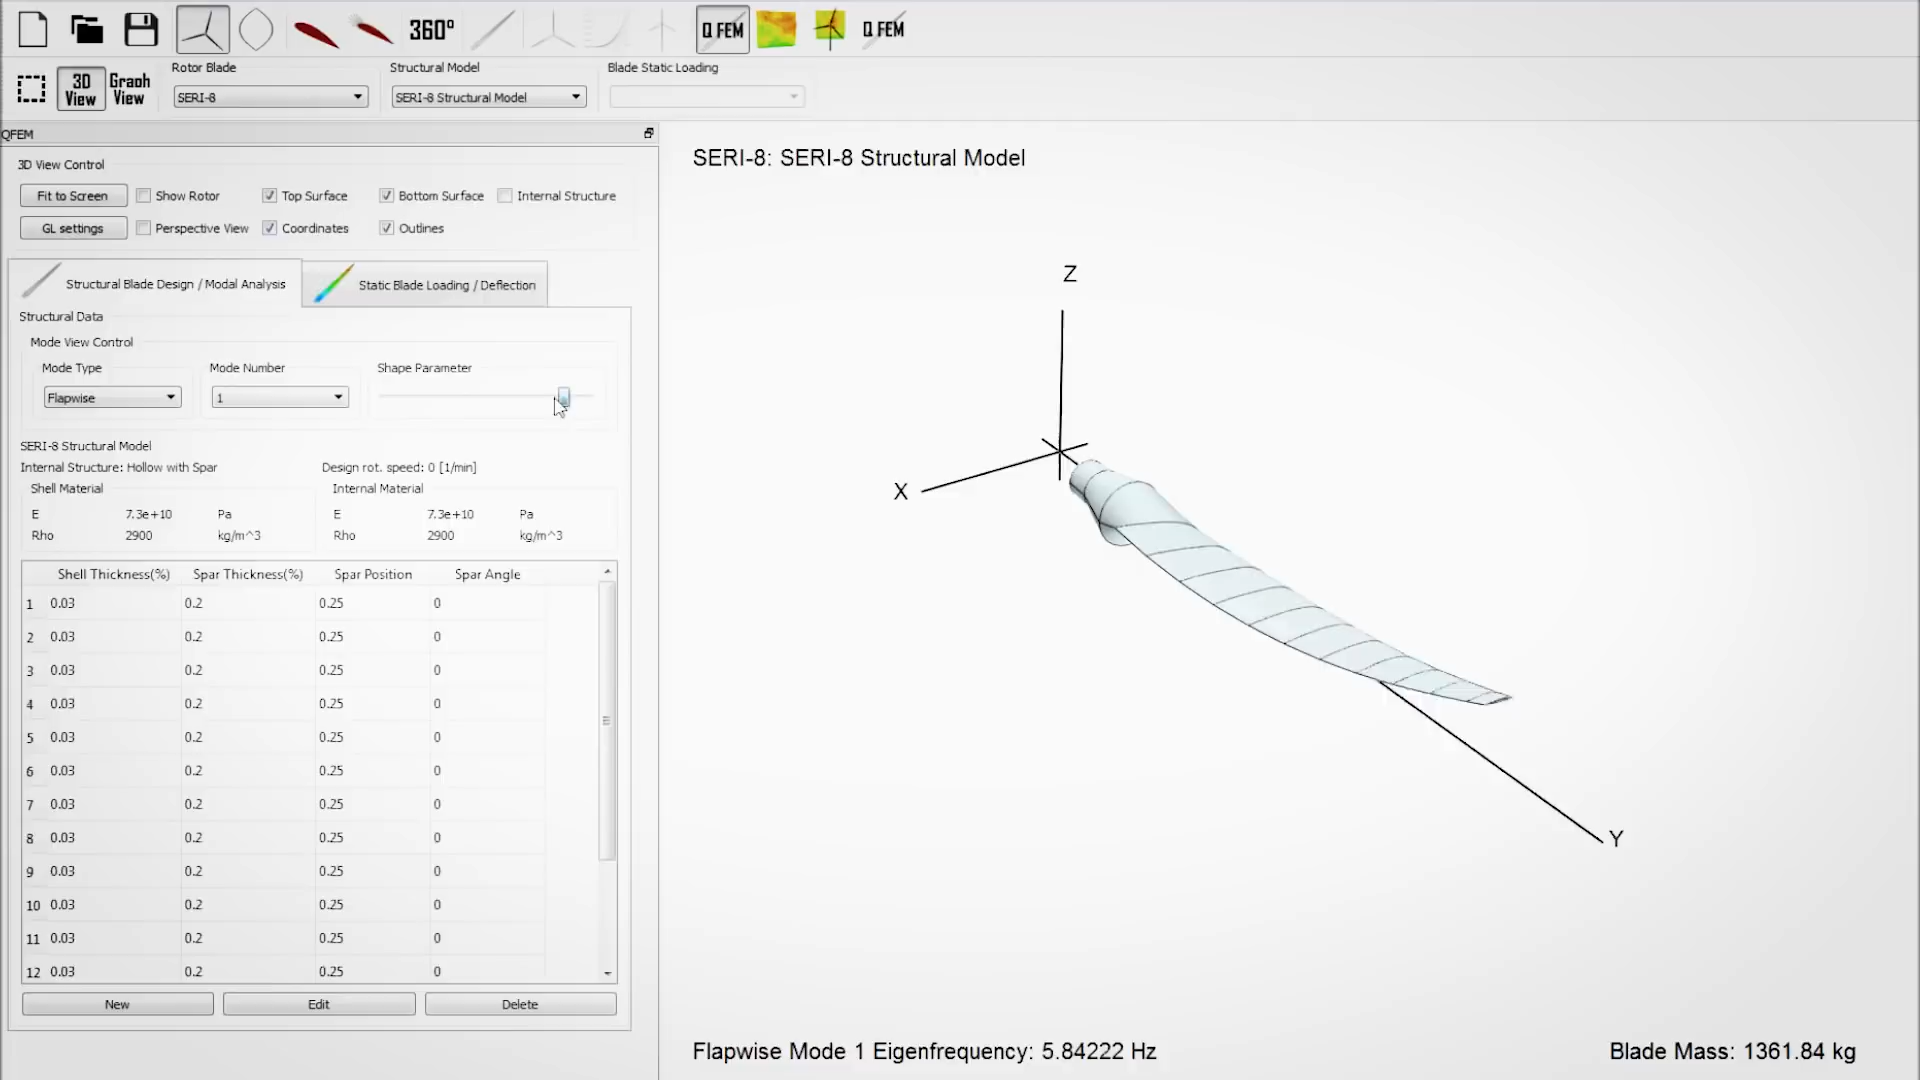 360º
Q FEM
Q FEM
3D View
Graph View
Rotor Blade
SERI-8
Structural Model
SERI-8 Structural Model
Blade Static Loading
QFEM
3D View Control
Fit to Screen
Show Rotor
Top Surface
Bottom Surface
Internal Structure
GL settings
Perspective View
Coordinates
Outlines
Structural Blade Design / Modal Analysis
Static Blade Loading / Deflection
Structural Data
Mode View Control
Mode Type
Mode Number
Shape Parameter
Flapwise
1
SERI-8 Structural Model
Internal Structure: Hollow with Spar
Design rot. speed: 0 [1/min]
Shell Material
Internal Material
E 7.3e+10 Pa
E 7.3e+10 Pa
Rho 2900 kg/m^3
Rho 2900 kg/m^3
Shell Thickness(%) Spar Thickness(%) Spar Position Spar Angle
1 0.03 0.2 0.25 0
2 0.03 0.2 0.25 0
3 0.03 0.2 0.25 0
4 0.03 0.2 0.25 0
5 0.03 0.2 0.25 0
6 0.03 0.2 0.25 0
7 0.03 0.2 0.25 0
8 0.03 0.2 0.25 0
9 0.03 0.2 0.25 0
10 0.03 0.2 0.25 0
11 0.03 0.2 0.25 0
12 0.03 0.2 0.25 0
New
Edit
Delete
SERI-8: SERI-8 Structural Model
Z
X
Y
Flapwise Mode 1 Eigenfrequency: 5.84222 Hz
Blade Mass: 1361.84 kg